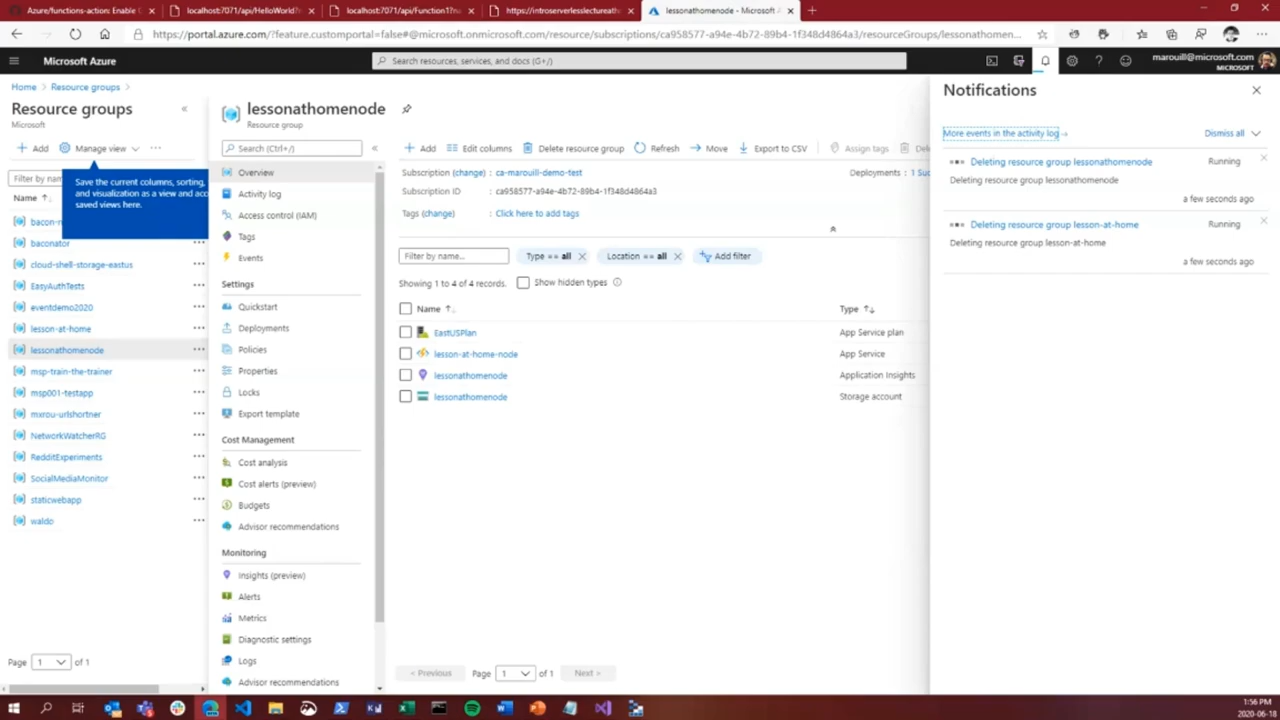 Azure/functions-action: Enable C
localhost:7071/api/HelloWorld?
localhost:7071/api/Function1?na
https://introserverlesslectureath
lessonathomenode - Microsoft A
https://portal.azure.com/?feature.customportal=false#@microsoft.onmicrosoft.com/resource/subscriptions/ca958577-a94e-4b72-89b4-1f348d4864a3/resourceGroups/lessonathomen...
Microsoft Azure
Search resources, services, and docs (G+/)
marouill@microsoft.com
MICROSOFT
Home > Resource groups >
Resource groups
Microsoft
Add
Manage view
Filter by nam
Save the current columns, sorting,
and visualization as a view and acc
saved views here.
Name
bacon-n
baconator
cloud-shell-storage-eastus
EasyAuthTests
eventdemo2020
lesson-at-home
lessonathomenode
msp-train-the-trainer
msp001-testapp
mxrou-urlshortner
NetworkWatcherRG
RedditExperiments
SocialMediaMonitor
staticwebapp
waldo
Page 1 of 1
lessonathomenode
Resource group
Search (Ctrl+/)
Overview
Activity log
Access control (IAM)
Tags
Events
Settings
Quickstart
Deployments
Policies
Properties
Locks
Export template
Cost Management
Cost analysis
Cost alerts (preview)
Budgets
Advisor recommendations
Monitoring
Insights (preview)
Alerts
Metrics
Diagnostic settings
Logs
Advisor recommendations
Add Edit columns Delete resource group Refresh Move Export to CSV Assign tags Del
Subscription (change) : ca-marouill-demo-test Deployments : 1 Suc
Subscription ID : ca958577-a94e-4b72-89b4-1f348d4864a3
Tags (change) : Click here to add tags
Filter by name... Type == all Location == all Add filter
Showing 1 to 4 of 4 records. Show hidden types
Name Type
EastUSPlan App Service plan
lesson-at-home-node App Service
lessonathomenode Application Insights
lessonathomenode Storage account
< Previous Page 1 of 1 Next >
Notifications
More events in the activity log → Dismiss all
Deleting resource group lessonathomenode Running
Deleting resource group lessonathomenode
a few seconds ago
Deleting resource group lesson-at-home Running
Deleting resource group lesson-at-home
a few seconds ago
1:56 PM
2020-06-18